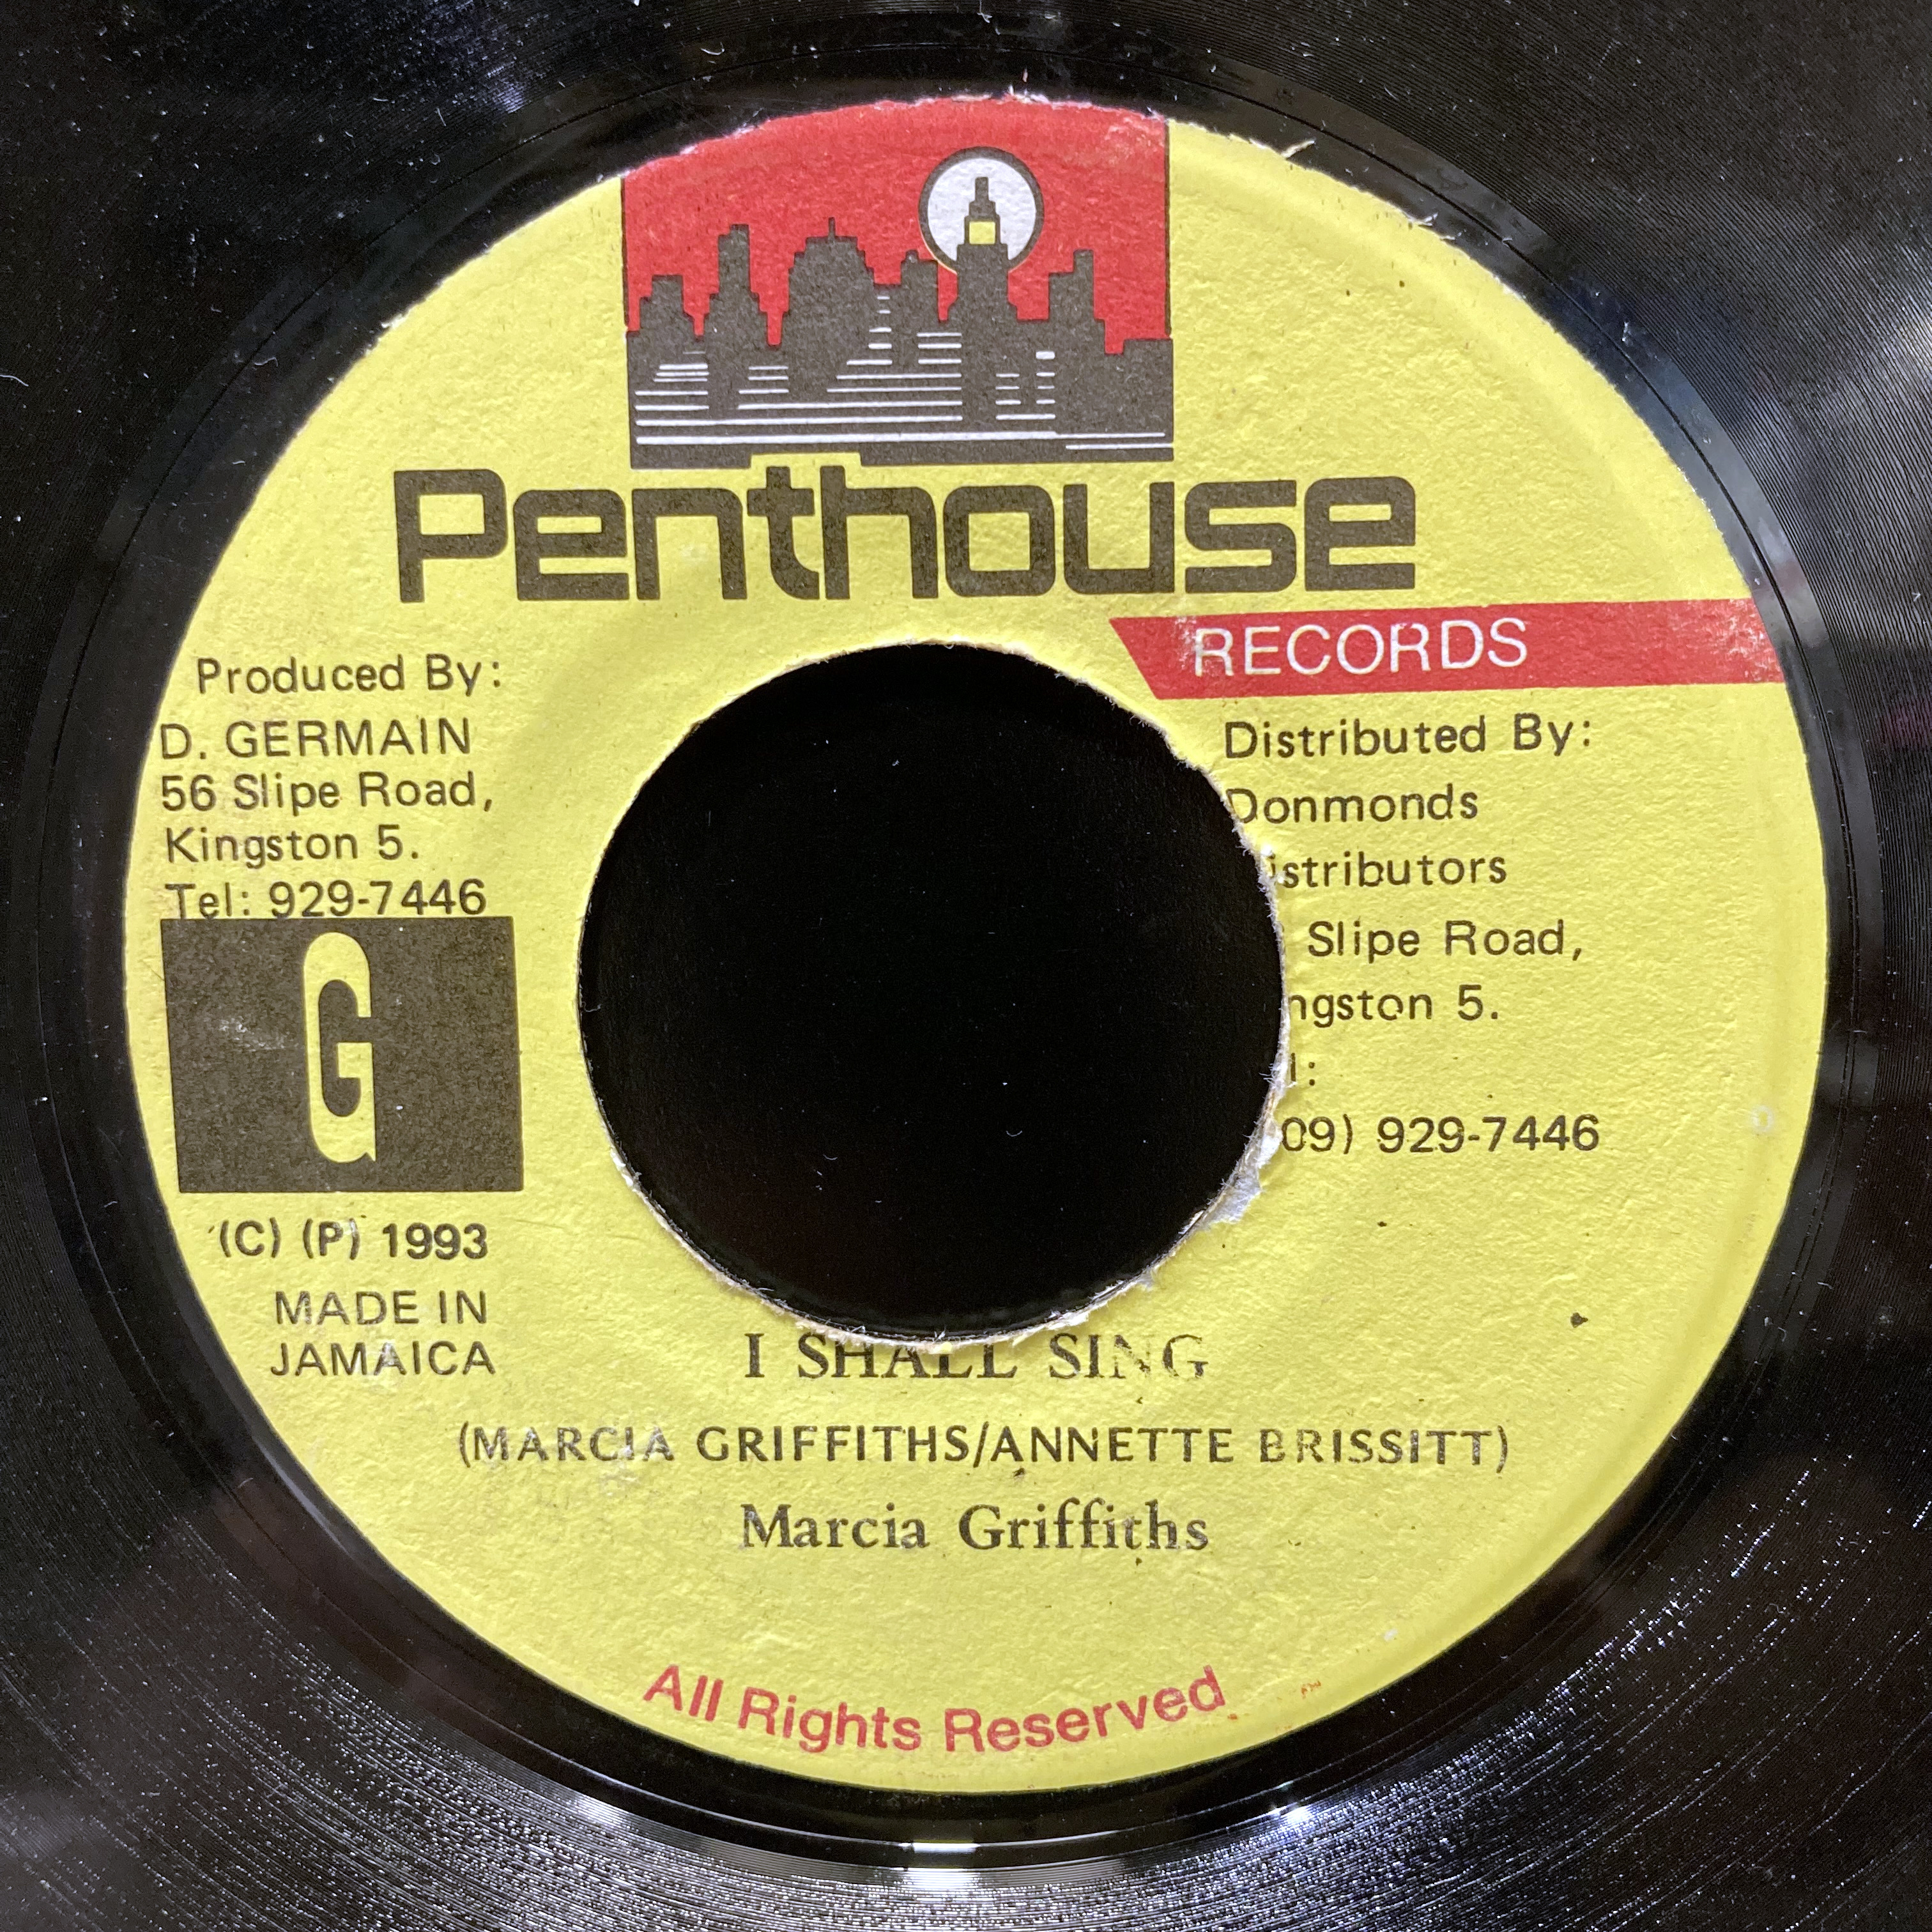 Penthouse
RECORDS
Produced By:
D. GERMAIN
56 Slipe Road,
Kingston 5.
Tel: 929-7446
G
(C) (P) 1993
MADE IN
JAMAICA
Distributed By:
Donmonds
istributors
Slipe Road,
ngston 5.
l:
09) 929-7446
I SHALL SING
(MARCIA GRIFFITHS/ANNETTE BRISSITT)
Marcia Griffiths
All Rights Reserved